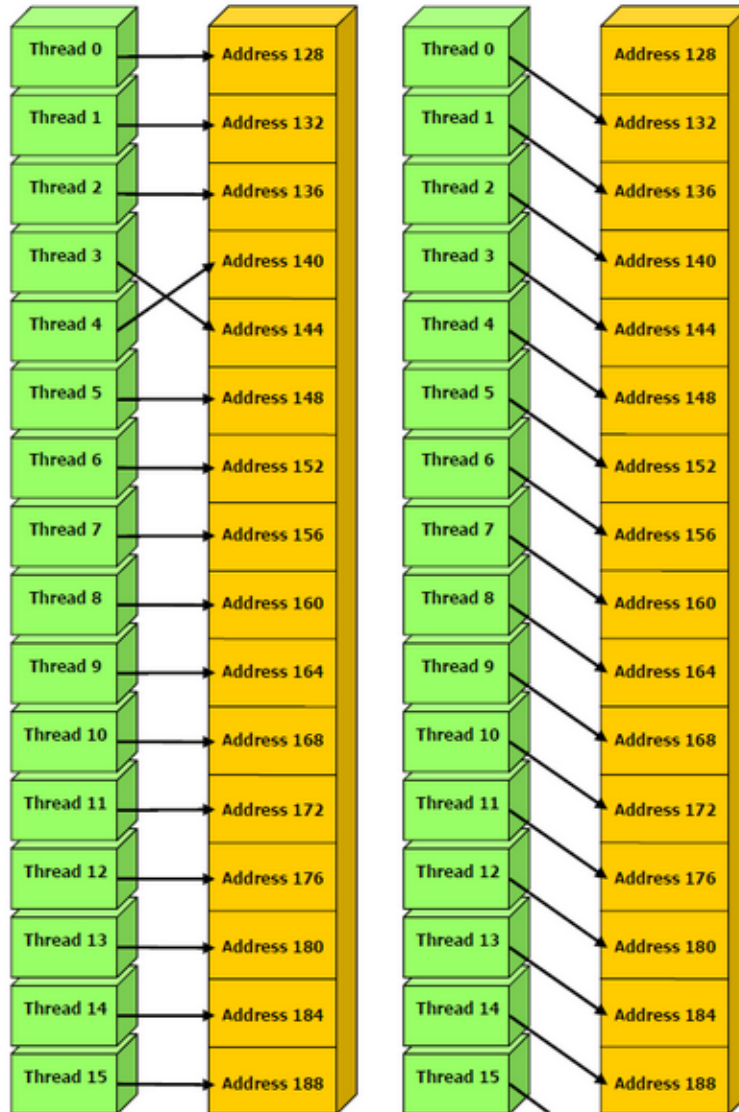 Thread 0
Thread 1
Thread 2
Thread 3
Thread 4
Thread 5
Thread 6
Thread 7
Thread 8
Thread 9
Thread 10
Thread 11
Thread 12
Thread 13
Thread 14
Thread 15
Address 128
Address 132
Address 136
Address 140
Address 144
Address 148
Address 152
Address 156
Address 160
Address 164
Address 168
Address 172
Address 176
Address 180
Address 184
Address 188
Thread 0
Thread 1
Thread 2
Thread 3
Thread 4
Thread 5
Thread 6
Thread 7
Thread 8
Thread 9
Thread 10
Thread 11
Thread 12
Thread 13
Thread 14
Thread 15
Address 128
Address 132
Address 136
Address 140
Address 144
Address 148
Address 152
Address 156
Address 160
Address 164
Address 168
Address 172
Address 176
Address 180
Address 184
Address 188